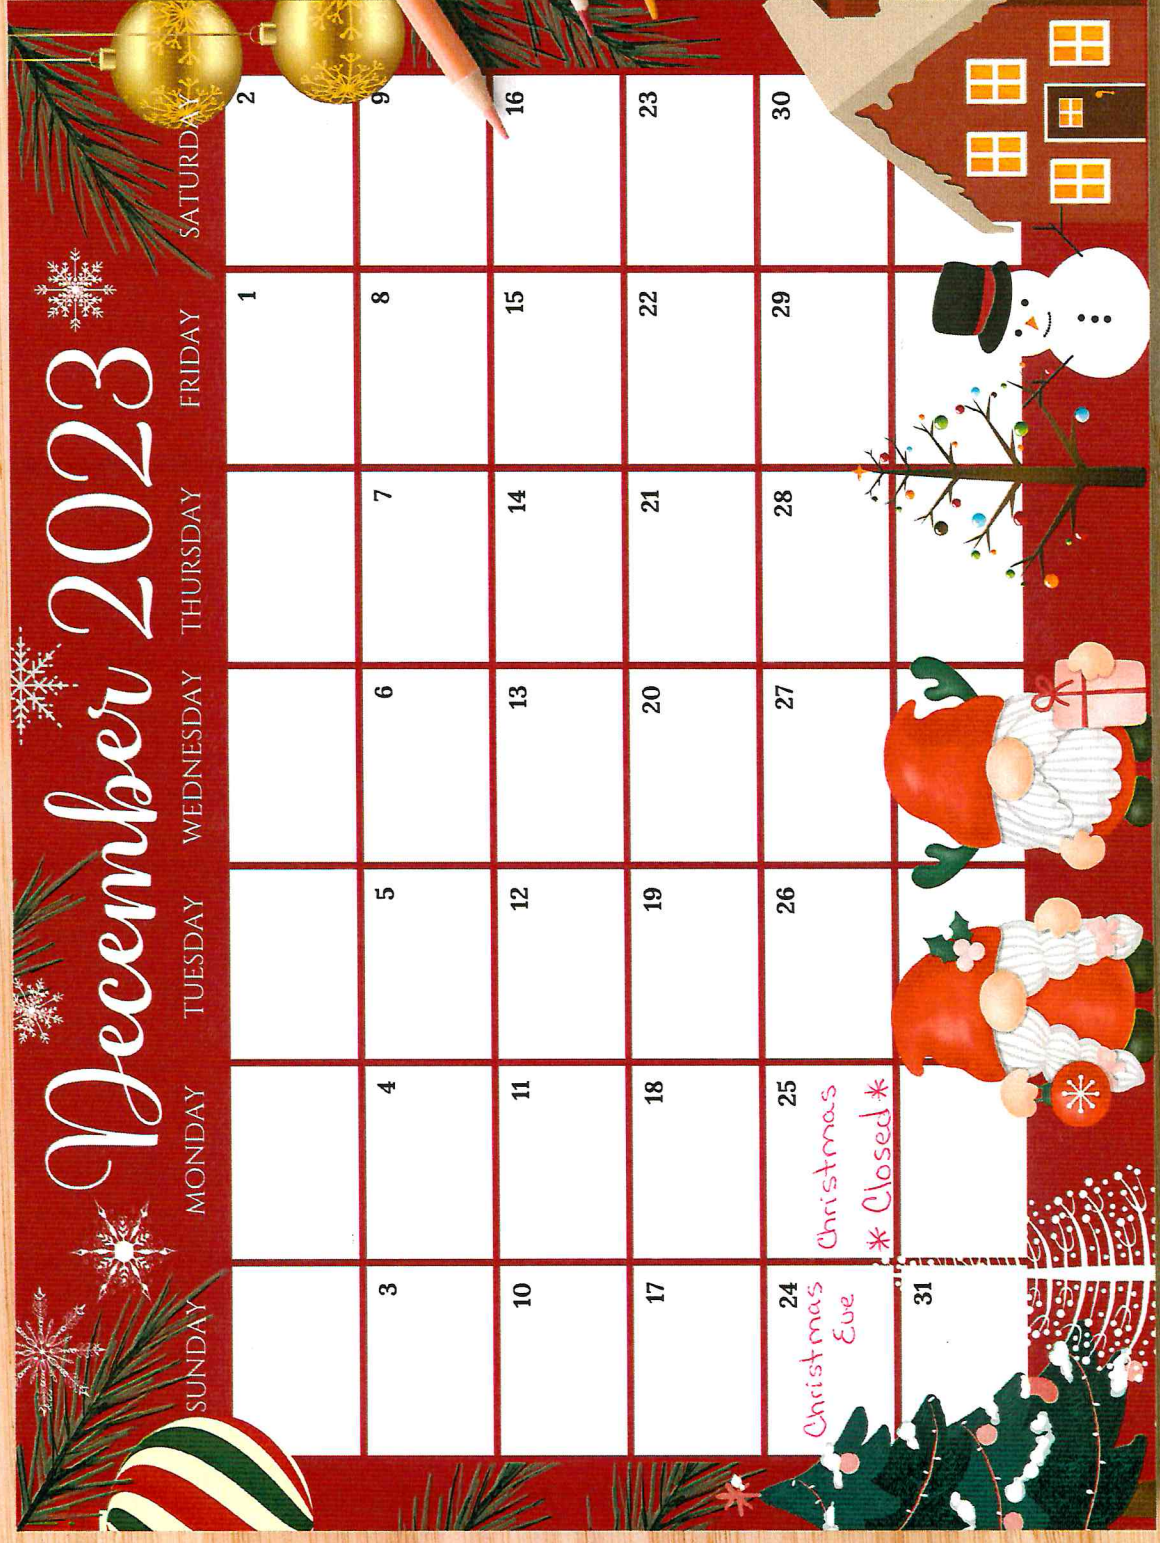 December 2023
SUNDAY MONDAY TUESDAY WEDNESDAY THURSDAY FRIDAY SATURDAY
1 2
3 4 5 6 7 8 9
10 11 12 13 14 15 16
17 18 19 20 21 22 23
24 25 26 27 28 29 30
Christmas
Eve
Christmas
* Closed *
31